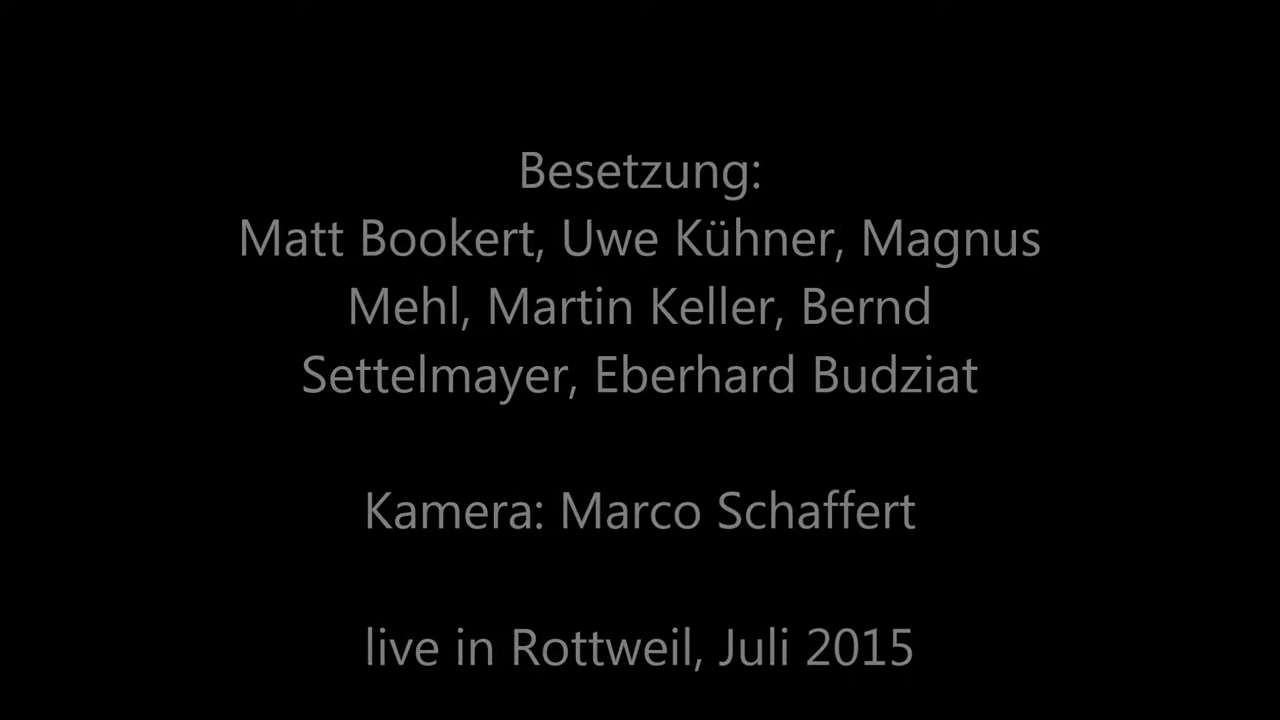 Besetzung:
Matt Bookert, Uwe Kühner, Magnus
Mehl, Martin Keller, Bernd
Settelmayer, Eberhard Budziat
Kamera: Marco Schaffert
live in Rottweil, Juli 2015